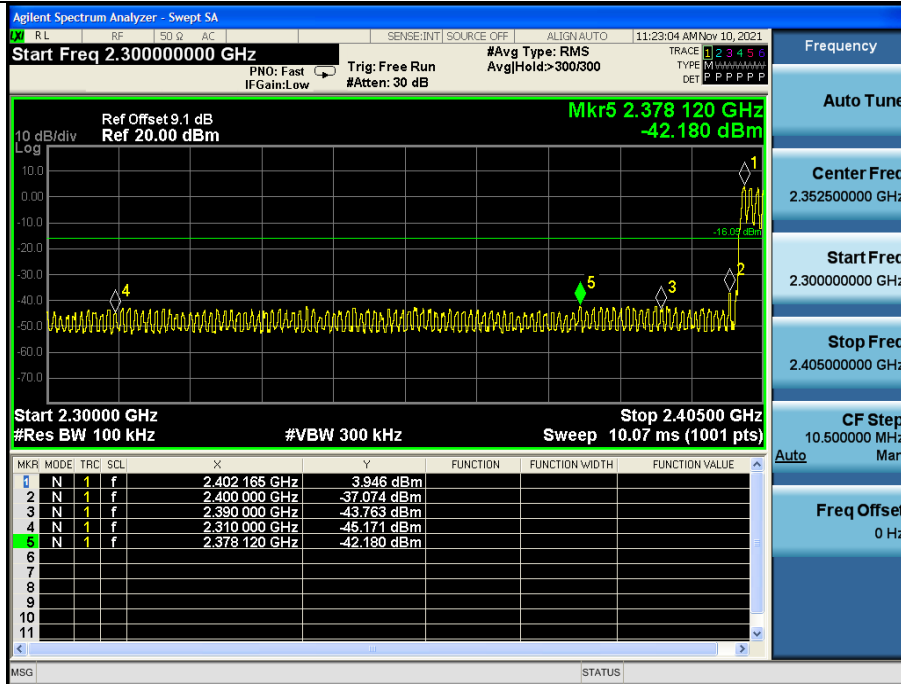 Agilent Spectrum Analyzer - Swept SA
LXI RL RF 50 Ω AC SENSE:INT SOURCE OFF ALIGN AUTO 11:23:04 AM Nov 10, 2021
Start Freq 2.300000000 GHz
PNO: Fast
IFGain:Low
Trig: Free Run
#Atten: 30 dB
#Avg Type: RMS
Avg|Hold:>300/300
TRACE 1 2 3 4 5 6
TYPE M
DET P P P P P P
Ref Offset 9.1 dB
Ref 20.00 dBm
10 dB/div
Log
Mkr5 2.378 120 GHz
-42.180 dBm
10.0
0.00
-10.0
-20.0
-30.0
-40.0
-50.0
-60.0
-70.0
1
-16.05 dBm
2
3
4
5
Start 2.30000 GHz Stop 2.40500 GHz
#Res BW 100 kHz #VBW 300 kHz Sweep 10.07 ms (1001 pts)
MKR MODE TRC SCL X Y FUNCTION FUNCTION WIDTH FUNCTION VALUE
1 N 1 f 2.402 165 GHz 3.946 dBm
2 N 1 f 2.400 000 GHz -37.074 dBm
3 N 1 f 2.390 000 GHz -43.763 dBm
4 N 1 f 2.310 000 GHz -45.171 dBm
5 N 1 f 2.378 120 GHz -42.180 dBm
6
7
8
9
10
11
MSG STATUS
Frequency
Auto Tune
Center Freq
2.352500000 GHz
Start Freq
2.300000000 GHz
Stop Freq
2.405000000 GHz
CF Step
10.500000 MHz
Auto Man
Freq Offset
0 Hz